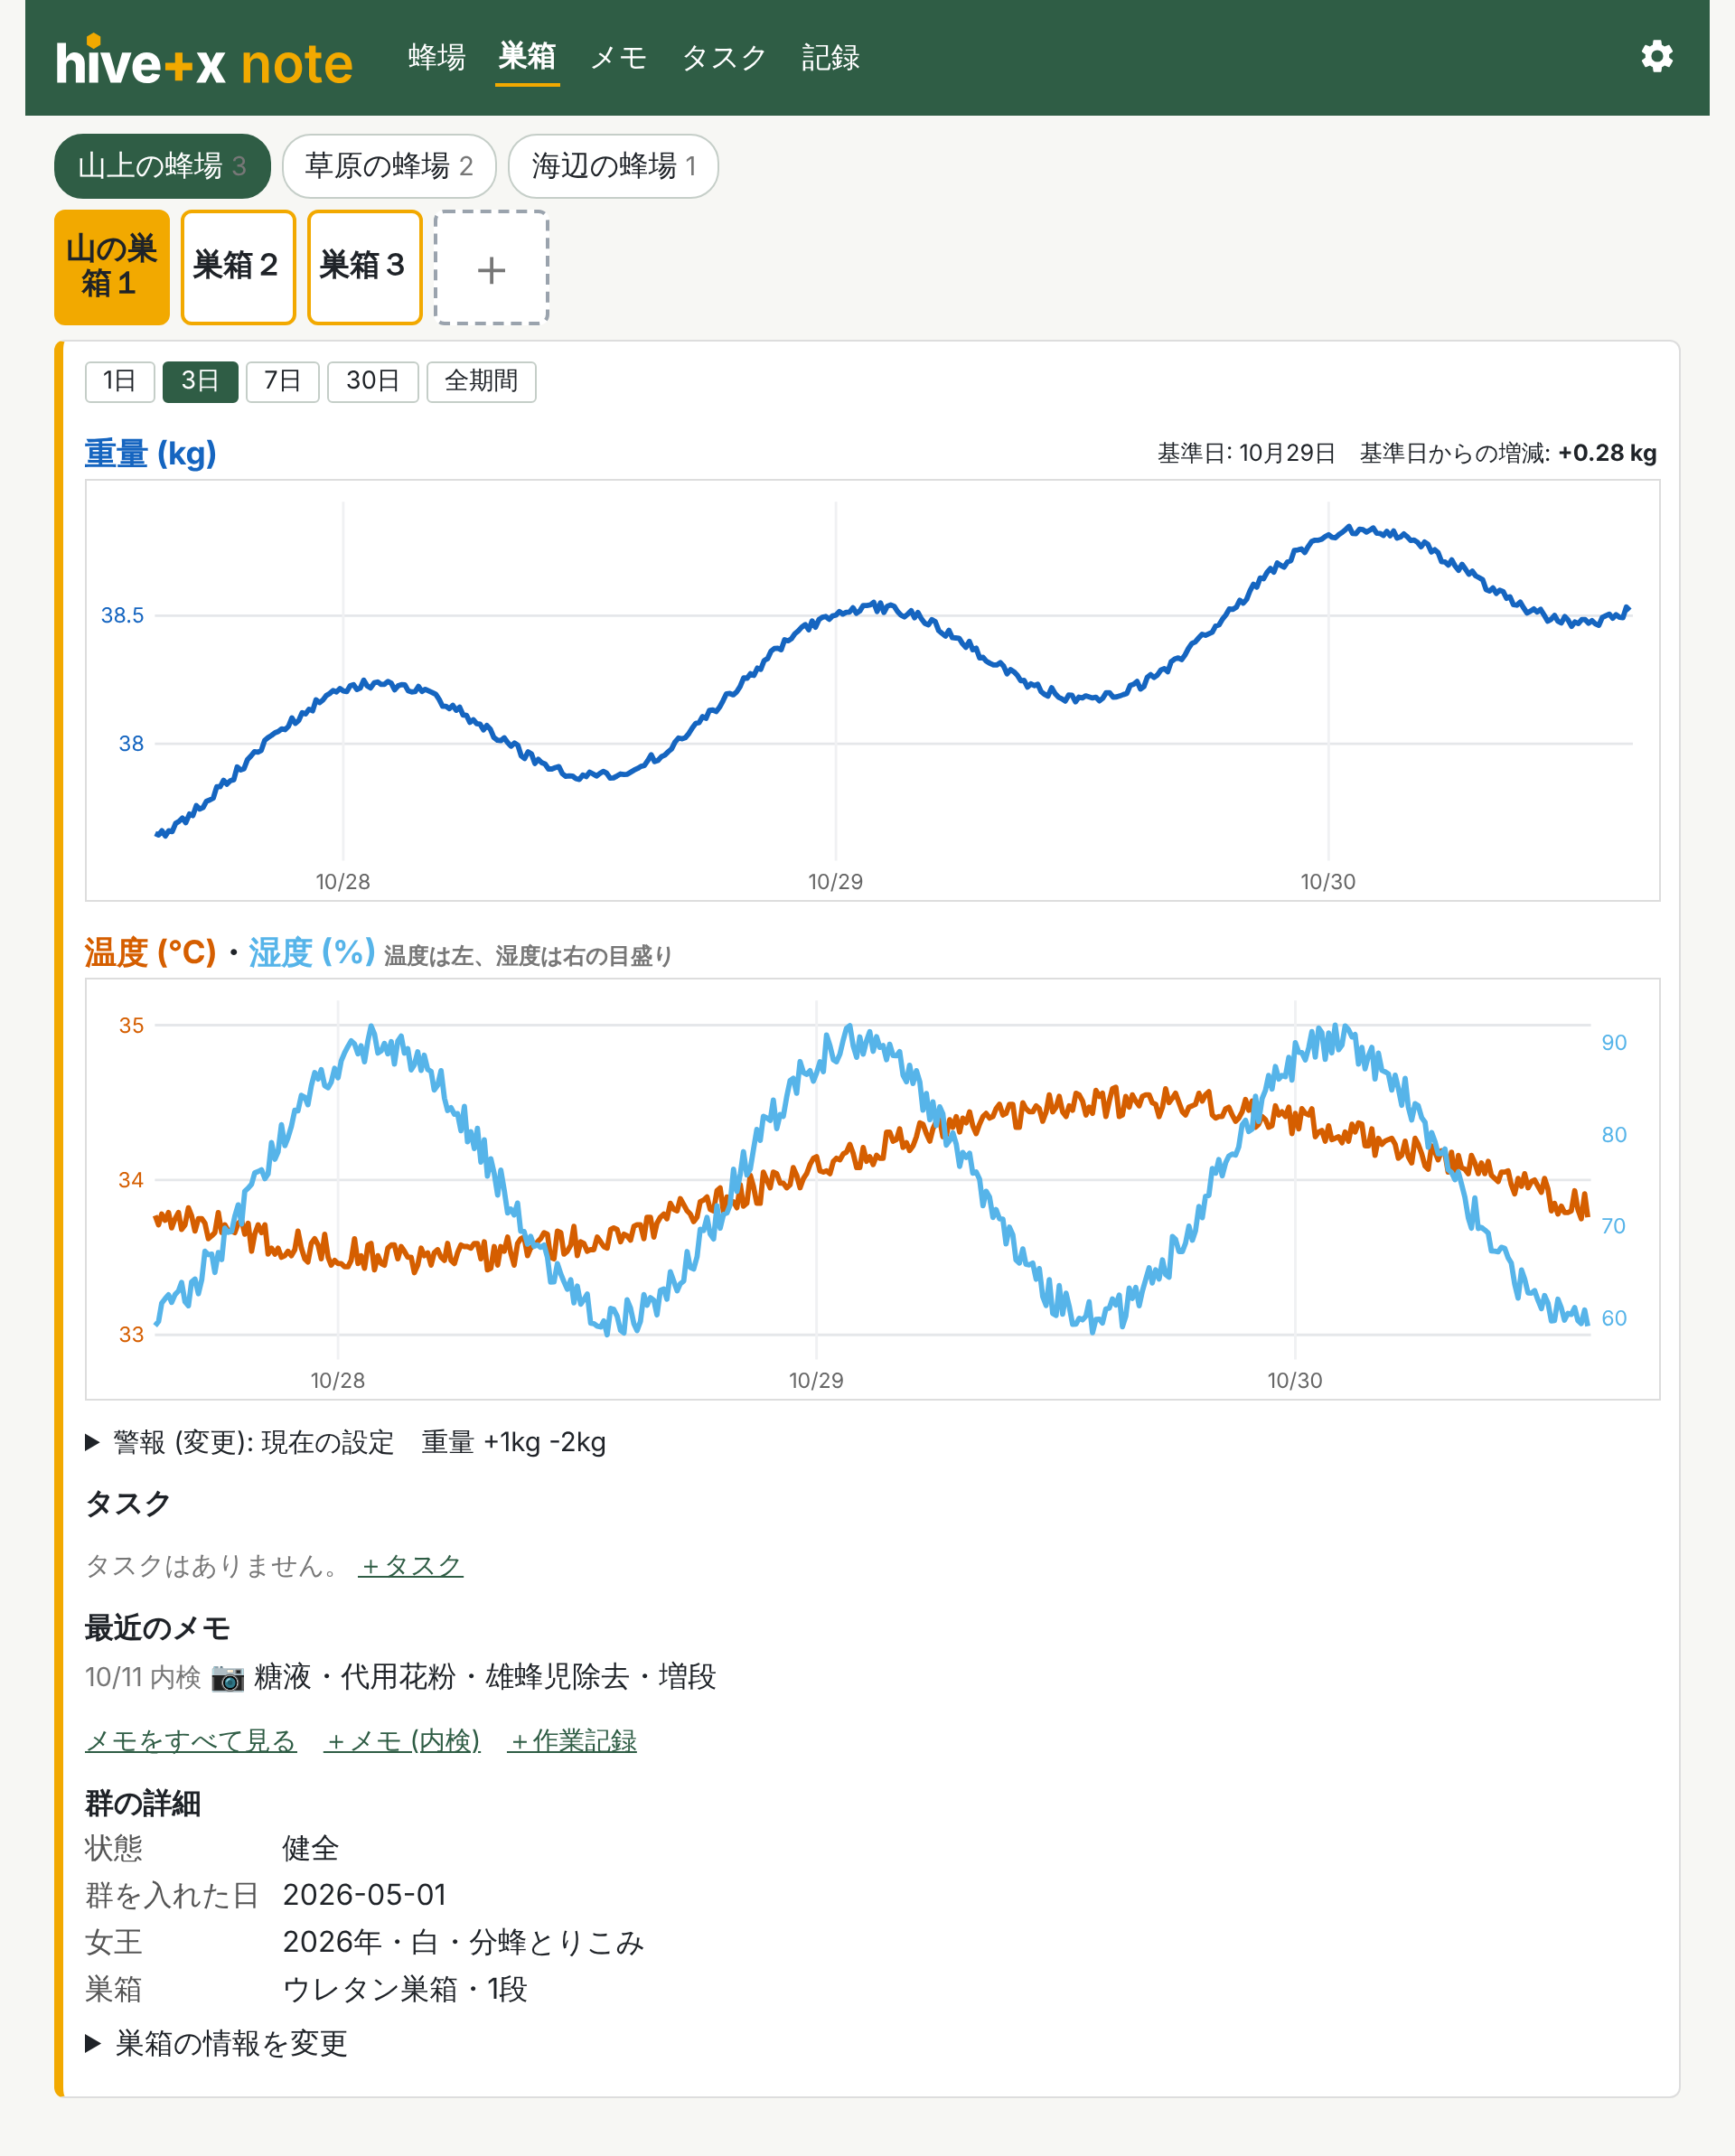 hive+x note 蜂場 巣箱 メモ タスク 記録
山上の蜂場 3 草原の蜂場 2 海辺の蜂場 1
山の巣
箱１
巣箱２
巣箱３
＋
1日 3日 7日 30日 全期間
重量 (kg) 基準日: 10月29日 基準日からの増減: +0.28 kg
38.5
38
10/28 10/29 10/30
温度 (°C)・湿度 (%) 温度は左、湿度は右の目盛り
35
90
80
34
70
33
60
10/28 10/29 10/30
▶ 警報 (変更): 現在の設定 重量 +1kg -2kg
タスク
タスクはありません。 ＋タスク
最近のメモ
10/11 内検 📷 糖液・代用花粉・雄蜂児除去・増段
メモをすべて見る ＋メモ (内検) ＋作業記録
群の詳細
状態 健全
群を入れた日 2026-05-01
女王 2026年・白・分蜂とりこみ
巣箱 ウレタン巣箱・1段
▶ 巣箱の情報を変更